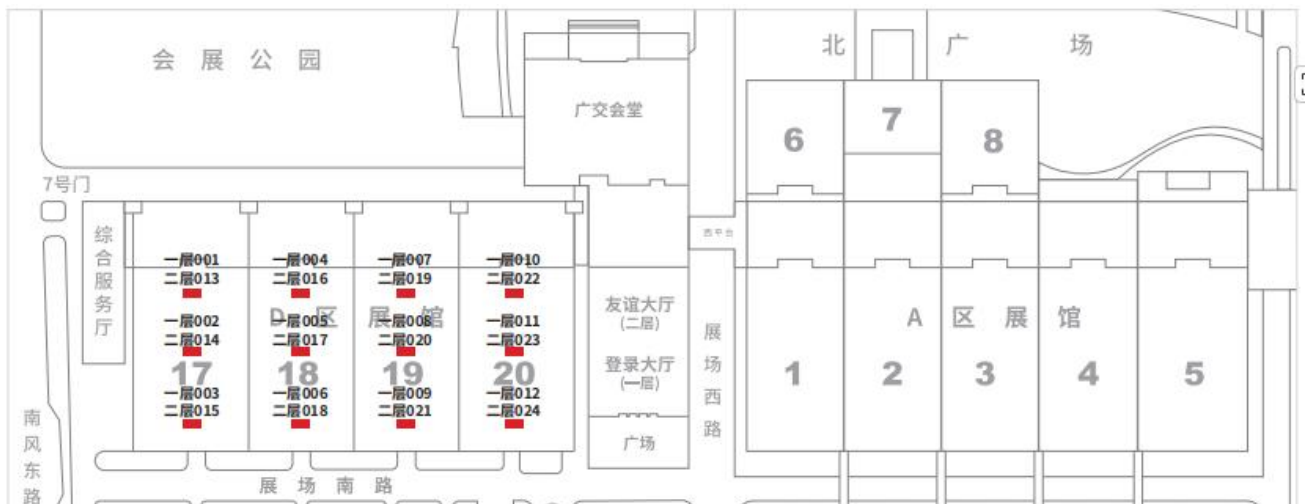 会展公园
北广场
广交会堂
7
6
8
7号门
综合服务厅
西平台
一层001
二层013
一层004
二层016
一层007
二层019
一层010
二层022
D区展馆
一层002
二层014
一层005
二层017
一层008
二层020
一层011
二层023
17
18
19
20
一层003
二层015
一层006
二层018
一层009
二层021
一层012
二层024
友谊大厅
(二层)
登录大厅
(一层)
广场
展场西路
A区展馆
1
2
3
4
5
南风东路
展场南路